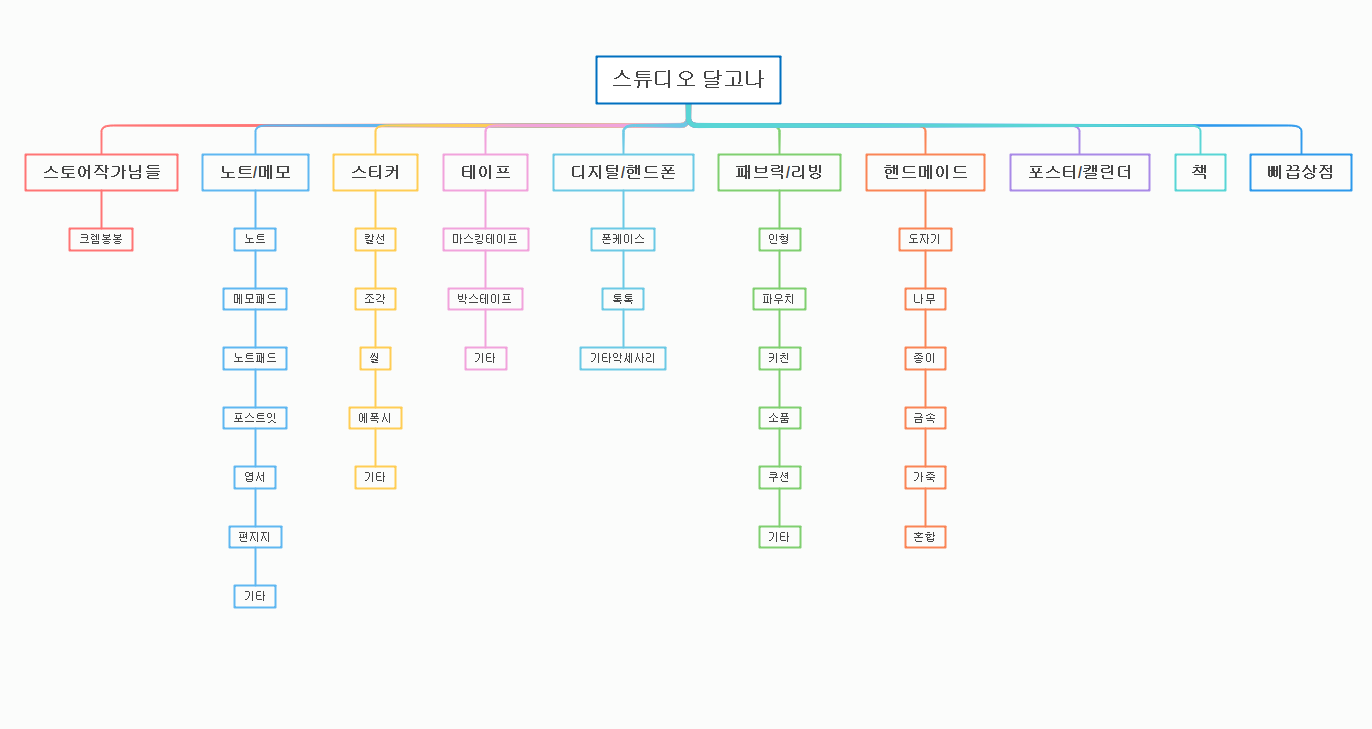 스튜디오 달고나
스토어작가님들
노트/메모
스티커
테이프
디지털/핸드폰
패브릭/리빙
핸드메이드
포스터/캘린더
책
삐끕상점
크렘봉봉
노트
칼선
마스킹테이프
폰케이스
인형
도자기
메모패드
조각
박스테이프
톡톡
파우치
나무
노트패드
씰
기타
기타악세사리
키친
종이
포스트잇
에폭시
소품
금속
엽서
기타
쿠션
가죽
편지지
기타
혼합
기타